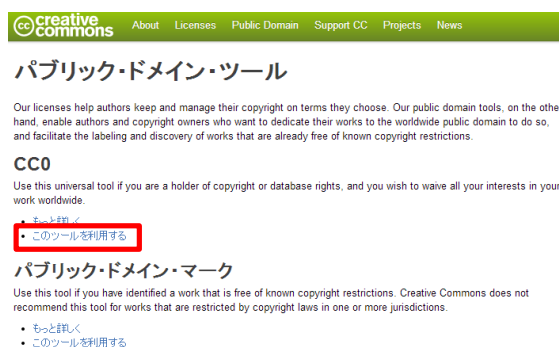 cc creative commons
About Licenses Public Domain Support CC Projects News
パブリック・ドメイン・ツール
Our licenses help authors keep and manage their copyright on terms they choose. Our public domain tools, on the othe
hand, enable authors and copyright owners who want to dedicate their works to the worldwide public domain to do so,
and facilitate the labeling and discovery of works that are already free of known copyright restrictions.
CC0
Use this universal tool if you are a holder of copyright or database rights, and you wish to waive all your interests in your
work worldwide.
もっと詳しく
このツールを利用する
パブリック・ドメイン・マーク
Use this tool if you have identified a work that is free of known copyright restrictions. Creative Commons does not
recommend this tool for works that are restricted by copyright laws in one or more jurisdictions.
もっと詳しく
このツールを利用する